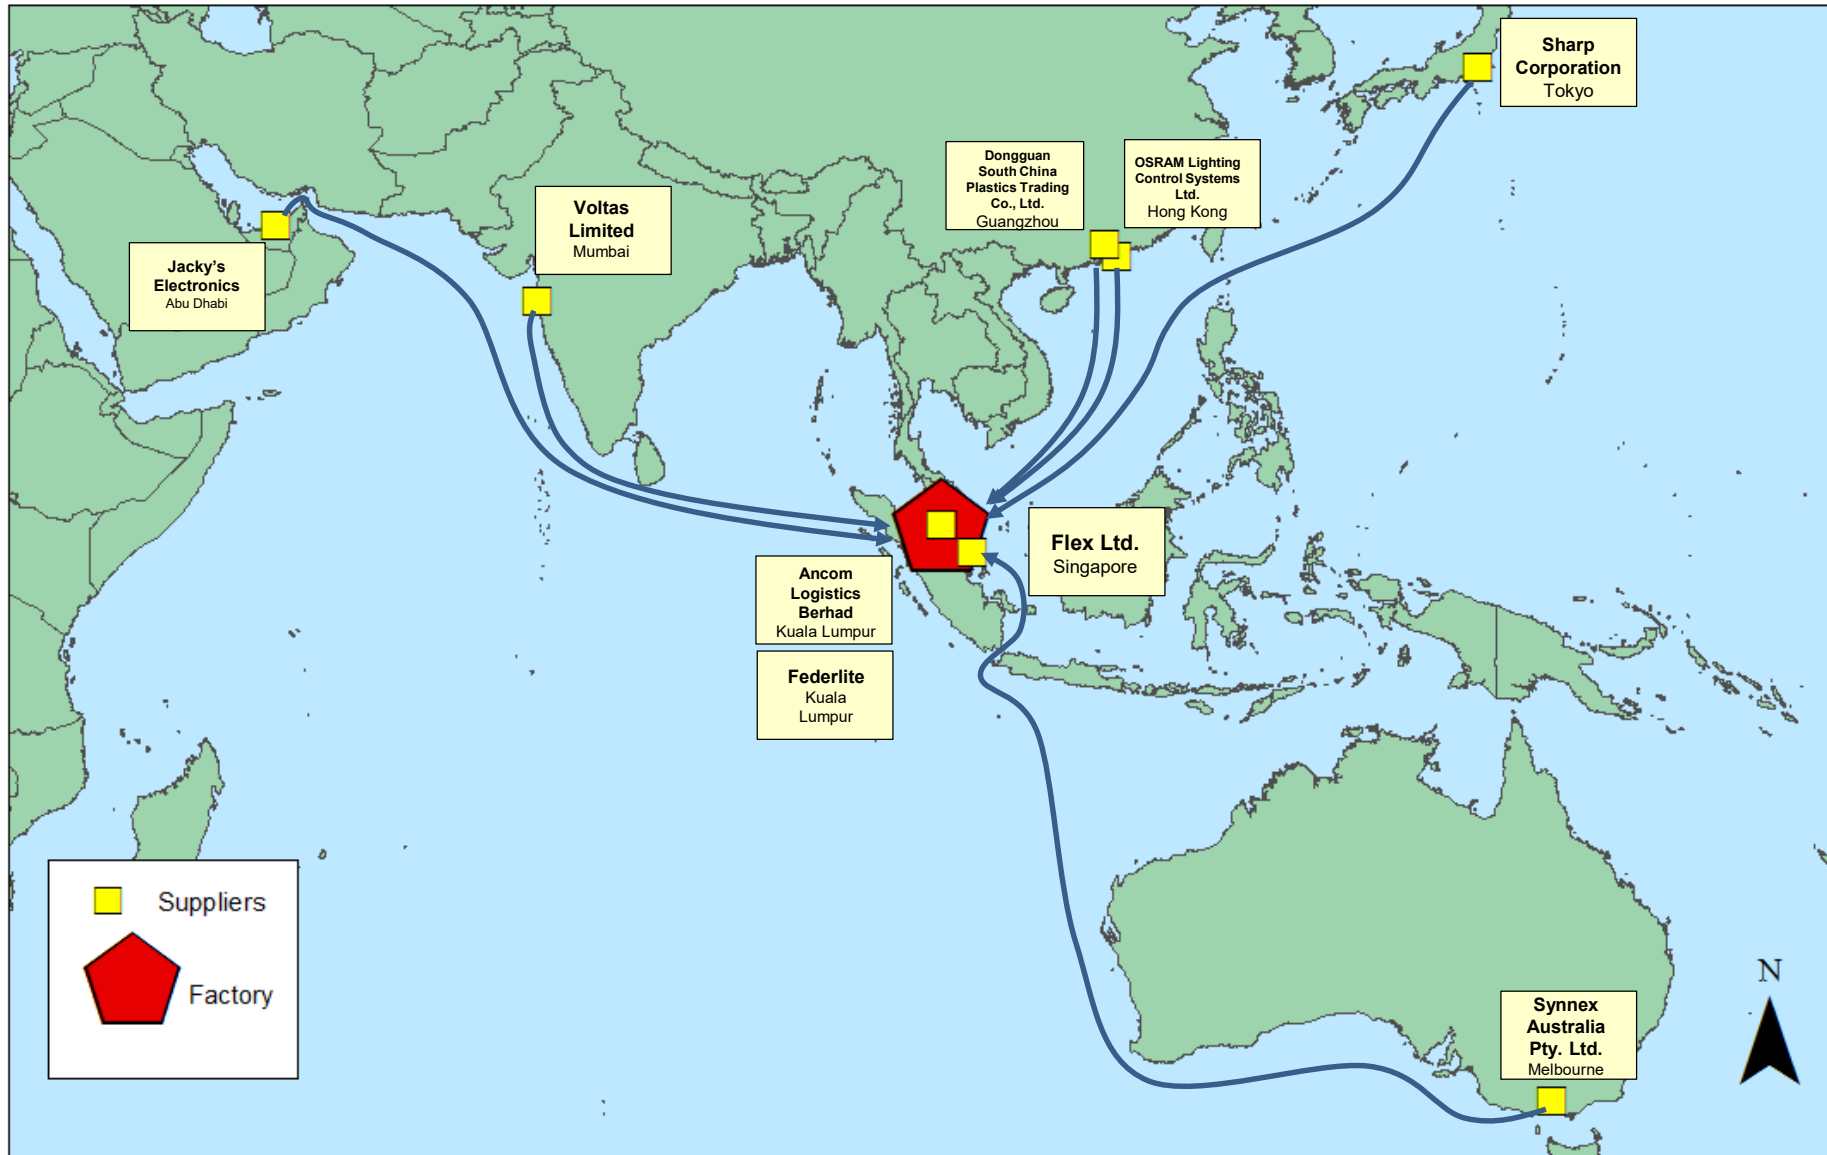 Sharp
Corporation
Tokyo
Dongguan
South China
Plastics Trading
Co., Ltd.
Guangzhou
OSRAM Lighting
Control Systems
Ltd.
Hong Kong
Voltas
Limited
Mumbai
Jacky’s
Electronics
Abu Dhabi
Flex Ltd.
Singapore
Ancom
Logistics
Berhad
Kuala Lumpur
Federlite
Kuala
Lumpur
Suppliers
Factory
N
Synnex
Australia
Pty. Ltd.
Melbourne